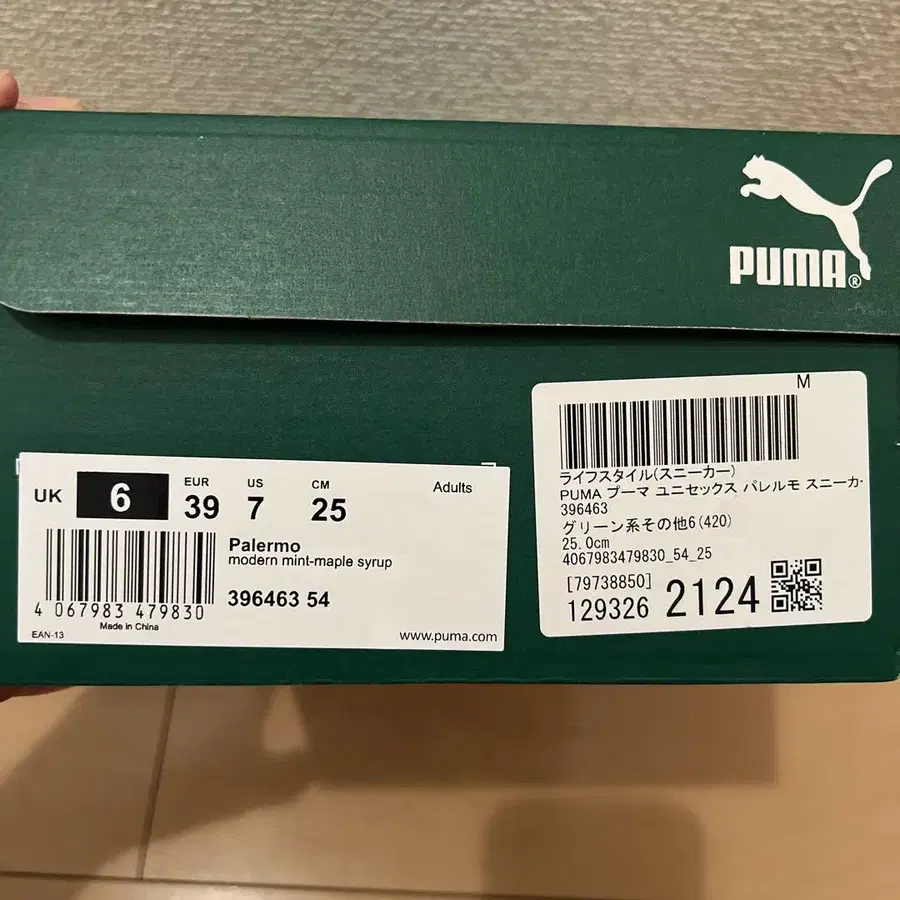 PUMA®
UK 6 EUR 39 US 7 CM 25 Adults
Palermo
modern mint-maple syrup
396463 54
4 067983 479830
Made in China
EAN-13
www.puma.com
M
ライフスタイル(スニーカー)
PUMA プーマ ユニセックス パレルモ スニーカ-
396463
グリーン系その他6(420)
25.0cm
4067983479830_54_25
[79738850]
129326 2124